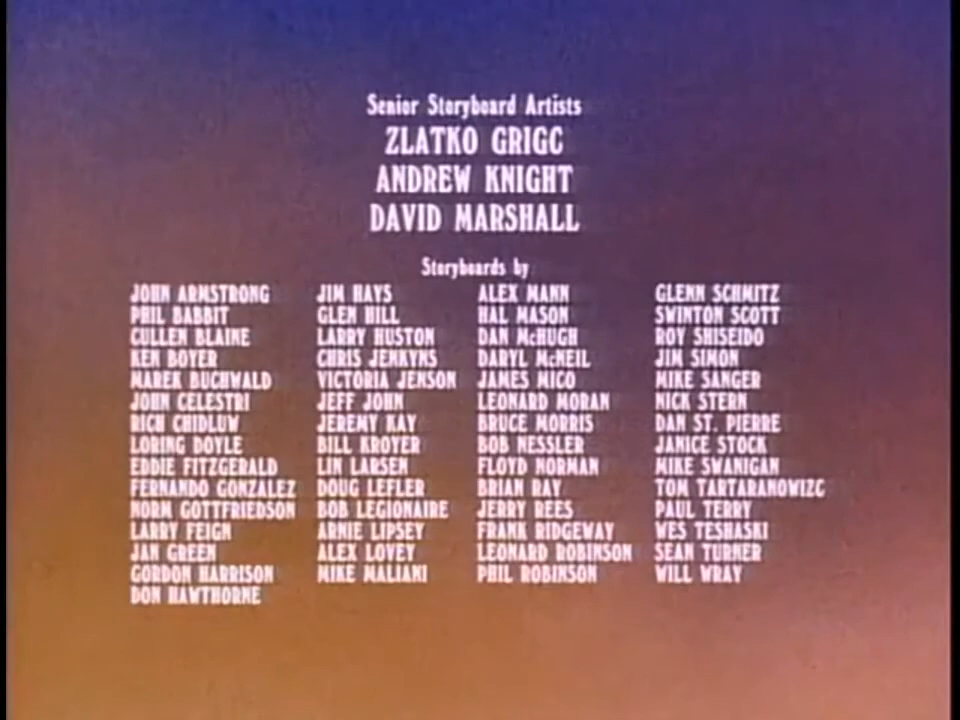 Senior Storyboard Artists
ZLATKO GRIGC
ANDREW KNIGHT
DAVID MARSHALL
Storyboards by
JOHN ARMSTRONG
PHIL BABBIT
CULLEN BLAINE
KEN BOYER
MAREK BUCHWALD
JOHN CELESTRI
RICH CHIDLUW
LORING DOYLE
EDDIE FITZGERALD
FERNANDO GONZALEZ
NORM GOTTFRIEDSON
LARRY FEIGN
JAN GREEN
GORDON HARRISON
DON HAWTHORNE
JIM HAYS
GLEN HILL
LARRY HUSTON
CHRIS JENKYNS
VICTORIA JENSON
JEFF JOHN
JEREMY KAY
BILL KROYER
LIN LARSEN
DOUG LEFLER
BOB LEGIONAIRE
ARNIE LIPSEY
ALEX LOVEY
MIKE MALIANI
ALEX MANN
HAL MASON
DAN McHUGH
DARYL McNEIL
JAMES MICO
LEONARD MORAN
BRUCE MORRIS
BOB NESSLER
FLOYD NORMAN
BRIAN RAY
JERRY REES
FRANK RIDGEWAY
LEONARD ROBINSON
PHIL ROBINSON
GLENN SCHMITZ
SWINTON SCOTT
ROY SHISEIDO
JIM SIMON
MIKE SANGER
NICK STERN
DAN ST. PIERRE
JANICE STOCK
MIKE SWANIGAN
TOM TARTARANOWIZC
PAUL TERRY
WES TESHASKI
SEAN TURNER
WILL WRAY